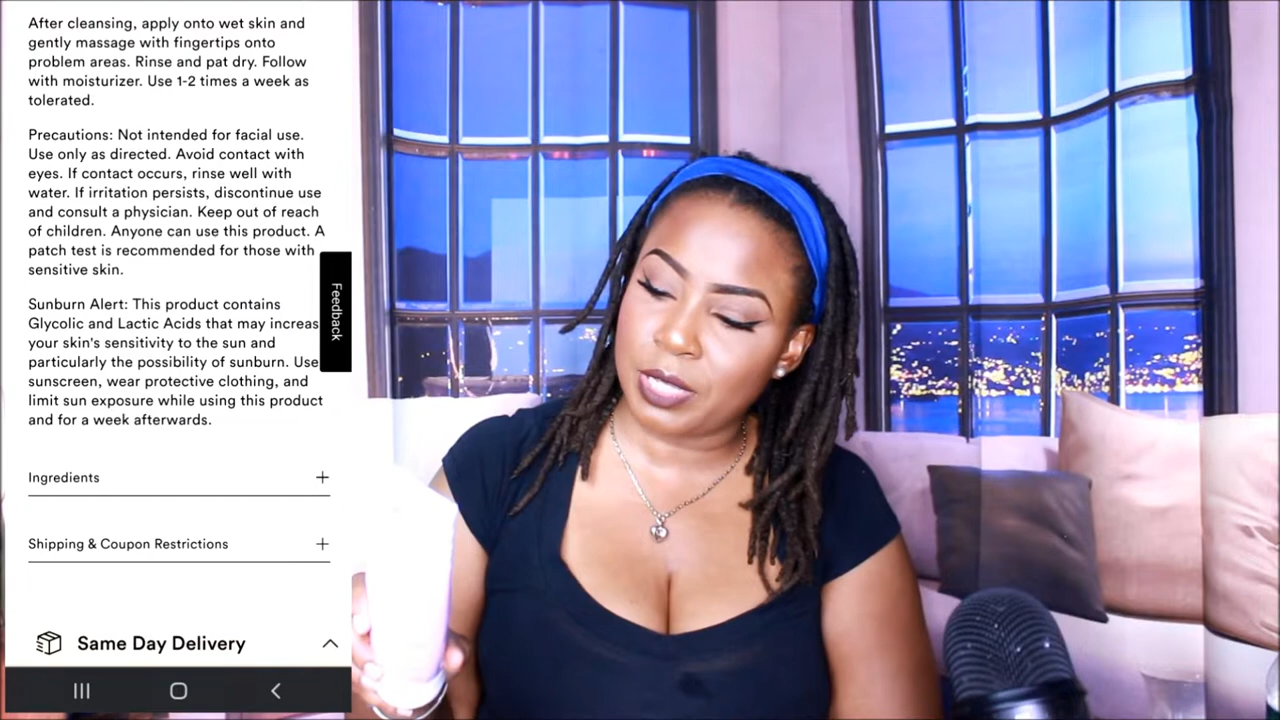 After cleansing, apply onto wet skin and
gently massage with fingertips onto
problem areas. Rinse and pat dry. Follow
with moisturizer. Use 1-2 times a week as
tolerated.
Precautions: Not intended for facial use.
Use only as directed. Avoid contact with
eyes. If contact occurs, rinse well with
water. If irritation persists, discontinue use
and consult a physician. Keep out of reach
of children. Anyone can use this product. A
patch test is recommended for those with
sensitive skin.
Sunburn Alert: This product contains
Glycolic and Lactic Acids that may increas
your skin's sensitivity to the sun and
particularly the possibility of sunburn. Use
sunscreen, wear protective clothing, and
limit sun exposure while using this product
and for a week afterwards.
Feedback
Ingredients
Shipping & Coupon Restrictions
Same Day Delivery